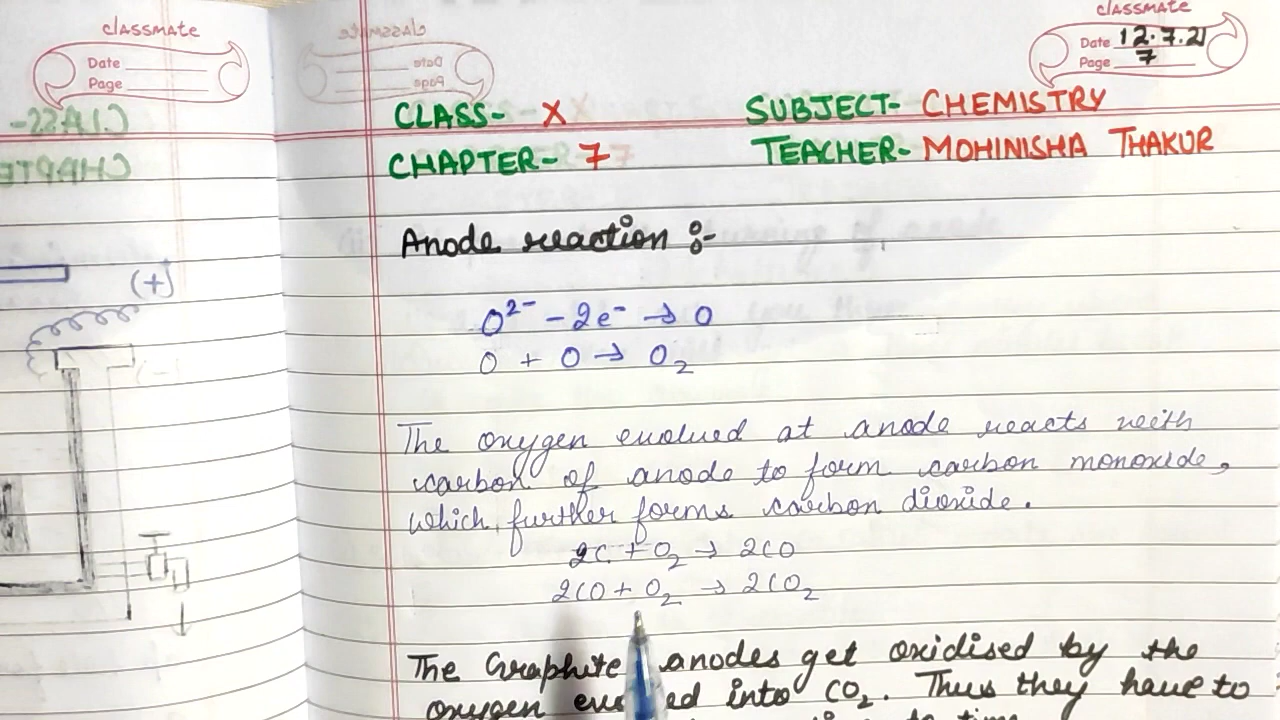 classmate
Date
Page
classmate
Date 12.7.21
Page 7
CLASS- X
SUBJECT- CHEMISTRY
CHAPTER- 7
TEACHER- MOHINISHA THAKUR
(+)
Anode reaction :-
O²⁻ - 2e⁻ → O
O + O → O₂
The oxygen evolved at anode reacts with
carbon of anode to form carbon monoxide,
which further forms carbon dioxide.
2C + O₂ → 2CO
2CO + O₂ → 2CO₂
The Graphite anodes get oxidised by the
oxygen into CO₂. Thus they have to
to time